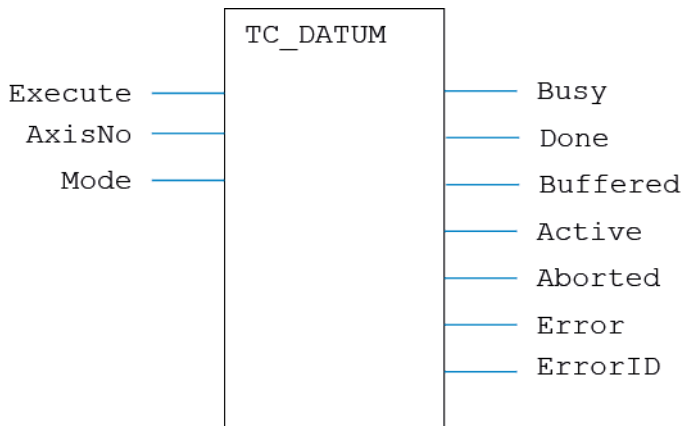 TC_DATUM
Execute
AxisNo
Mode
Busy
Done
Buffered
Active
Aborted
Error
ErrorID